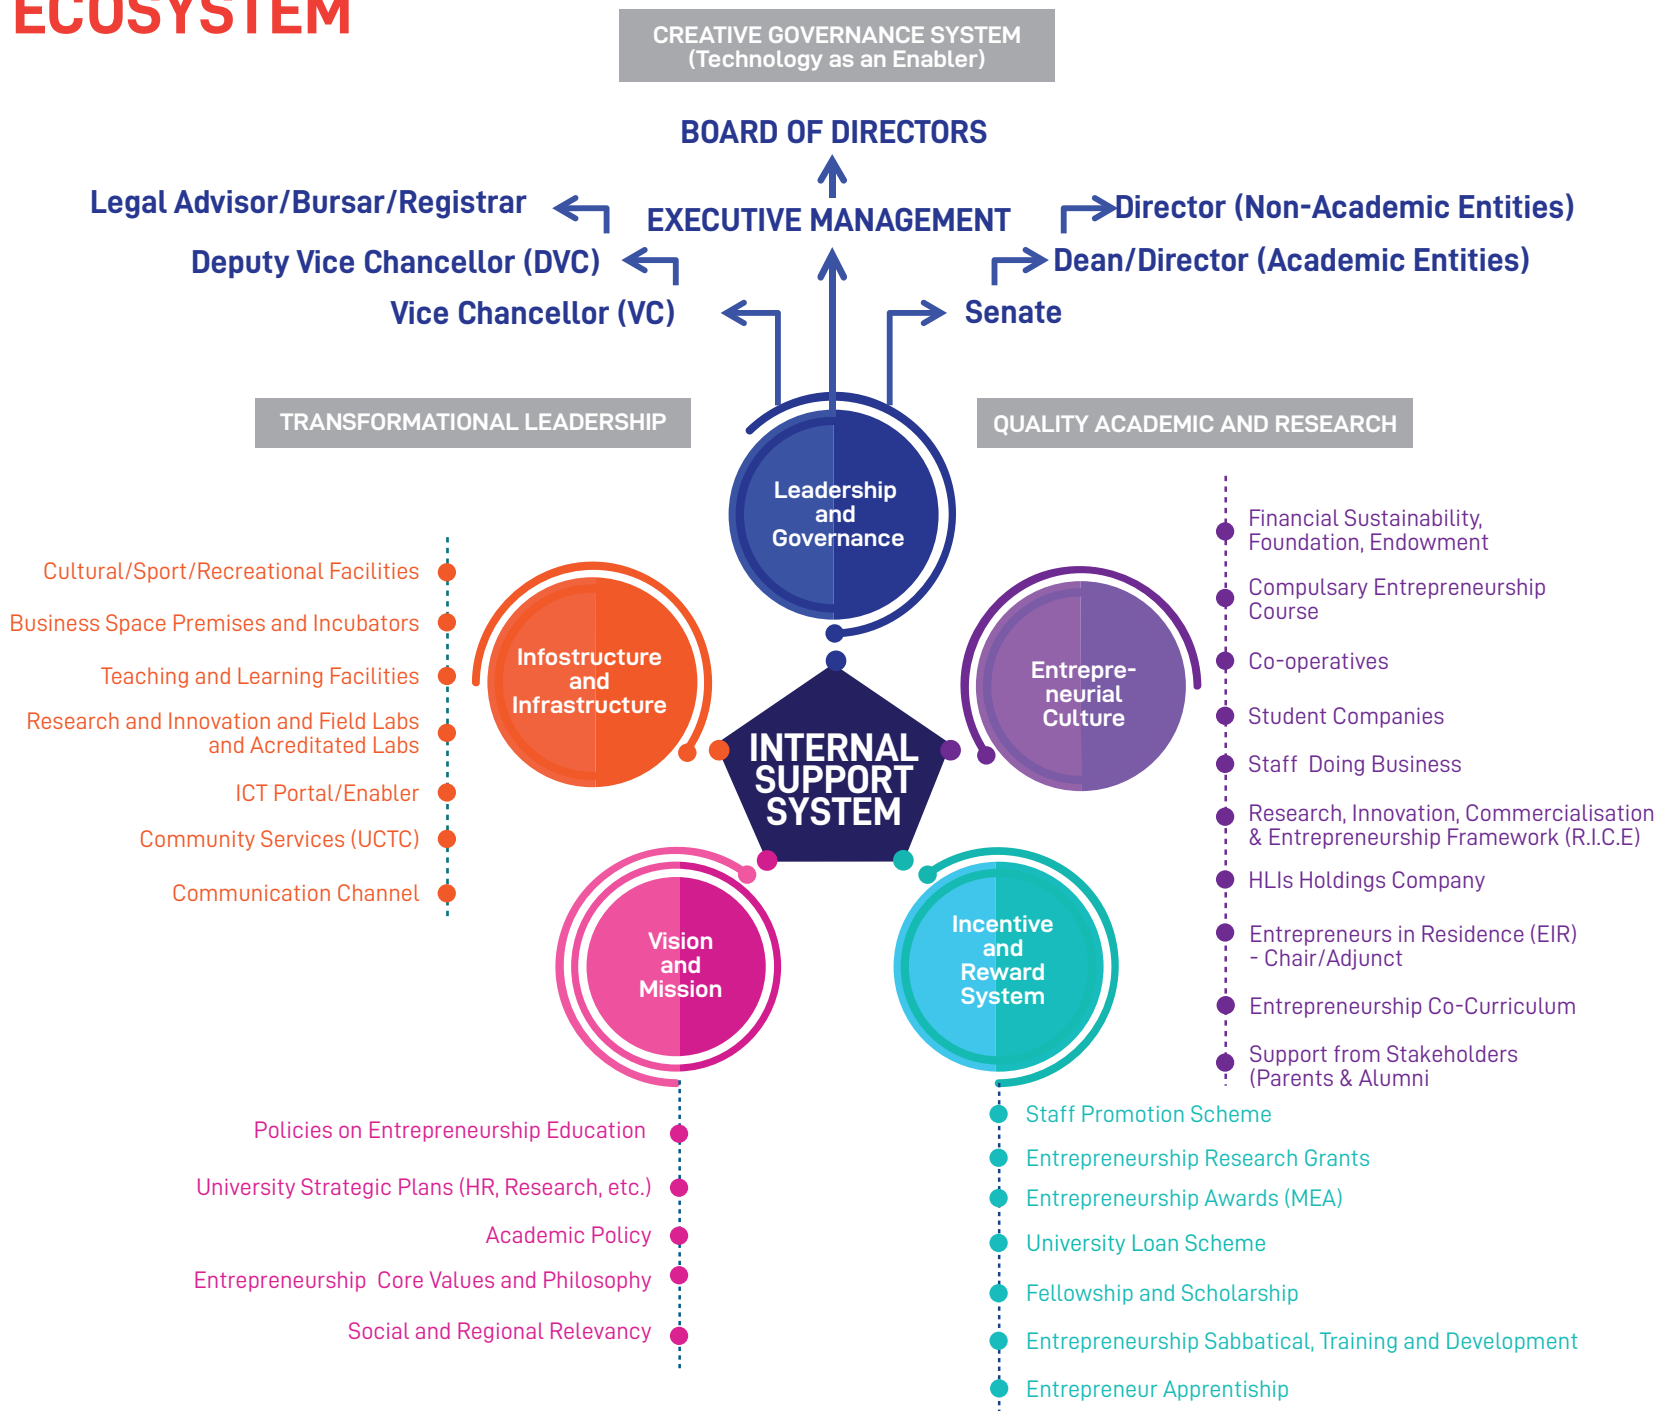 ECOSYSTEM
CREATIVE GOVERNANCE SYSTEM
(Technology as an Enabler)
BOARD OF DIRECTORS
EXECUTIVE MANAGEMENT
Legal Advisor/Bursar/Registrar
Deputy Vice Chancellor (DVC)
Vice Chancellor (VC)
Director (Non-Academic Entities)
Dean/Director (Academic Entities)
Senate
TRANSFORMATIONAL LEADERSHIP
QUALITY ACADEMIC AND RESEARCH
Leadership
and
Governance
Infostructure
and
Infrastructure
Entrepre-
neurial
Culture
INTERNAL
SUPPORT
SYSTEM
Vision
and
Mission
Incentive
and
Reward
System
Cultural/Sport/Recreational Facilities
Business Space Premises and Incubators
Teaching and Learning Facilities
Research and Innovation and Field Labs
and Acreditated Labs
ICT Portal/Enabler
Community Services (UCTC)
Communication Channel
Financial Sustainability,
Foundation, Endowment
Compulsary Entrepreneurship
Course
Co-operatives
Student Companies
Staff Doing Business
Research, Innovation, Commercialisation
& Entrepreneurship Framework (R.I.C.E)
HLIs Holdings Company
Entrepreneurs in Residence (EIR)
- Chair/Adjunct
Entrepreneurship Co-Curriculum
Support from Stakeholders
(Parents & Alumni
Policies on Entrepreneurship Education
University Strategic Plans (HR, Research, etc.)
Academic Policy
Entrepreneurship Core Values and Philosophy
Social and Regional Relevancy
Staff Promotion Scheme
Entrepreneurship Research Grants
Entrepreneurship Awards (MEA)
University Loan Scheme
Fellowship and Scholarship
Entrepreneurship Sabbatical, Training and Development
Entrepreneur Apprentiship